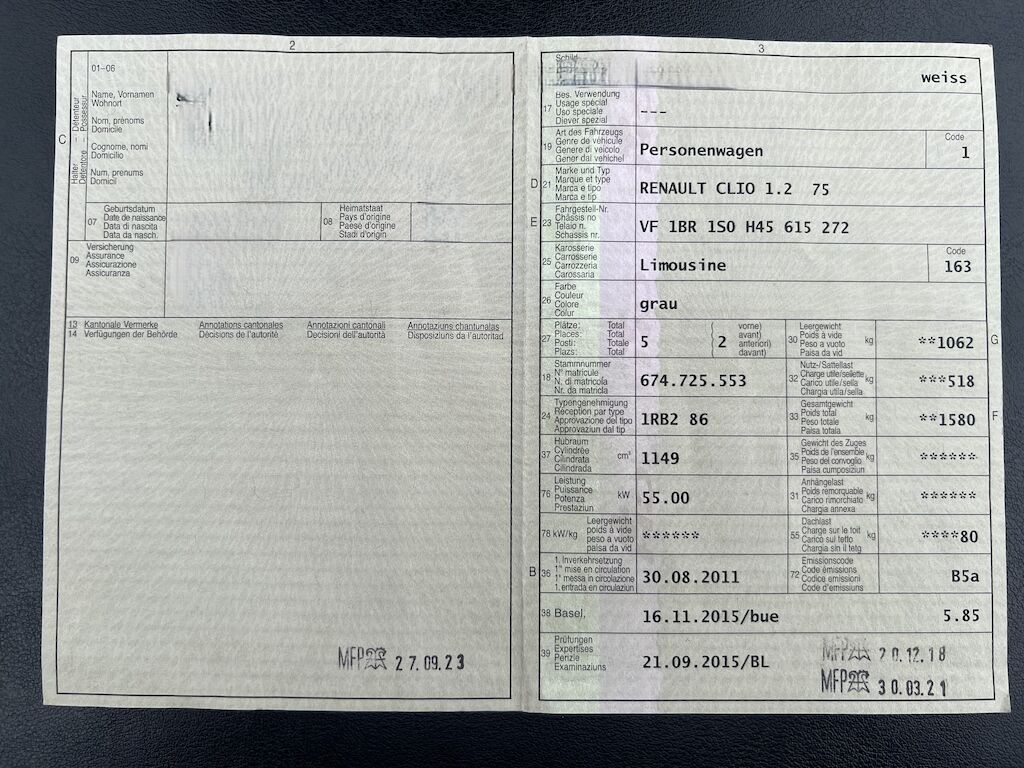 2
01–06
Halter – Détenteur
Detentore – Possessur
C
Name, Vornamen
Wohnort
Nom, prénoms
Domicile
Cognome, nomi
Domicilio
Num, prenums
Domicil
07
Geburtsdatum
Date de naissance
Data di nascita
Data da nasch.
08
Heimatstaat
Pays d'origine
Paese d'origine
Stadi d'origin
09
Versicherung
Assurance
Assicurazione
Assicuranza
13 Kantonale Vermerke Annotations cantonales Annotazioni cantonali Annotaziuns chantunalas
14 Verfügungen der Behörde Décisions de l'autorité Decisioni dell'autorità Disposiziuns da l'autoritad
MFP 27.09.23
3
Schild
weiss
17
Bes. Verwendung
Usage spécial
Uso speciale
Diever spezial
---
19
Art des Fahrzeugs
Genre de véhicule
Genere di veicolo
Gener dal vehichel
Personenwagen
Code
1
D 21
Marke und Typ
Marque et type
Marca e tipo
Marca e tip
RENAULT CLIO 1.2 75
E 23
Fahrgestell-Nr.
Châssis no
Telaio n.
Schassis nr.
VF 1BR 1S0 H45 615 272
25
Karosserie
Carrosserie
Carrozzeria
Carossaria
Limousine
Code
163
26
Farbe
Couleur
Colore
Colur
grau
27
Plätze: Total
Places: Total
Posti: Totale
Plazs: Total
5
( vorne)
avant)
anteriori)
davant)
2
30
Leergewicht
Poids à vide
Peso a vuoto
Paisa da vid
kg
**1062
G
18
Stammnummer
N° matricule
N. di matricola
Nr. da matricla
674.725.553
32
Nutz-/Sattellast
Charge utile/sellette
Carico utile/sella
Chargia utila/sella
kg
***518
24
Typengenehmigung
Réception par type
Approvazione del tipo
Approvaziun dal tip
1RB2 86
33
Gesamtgewicht
Poids total
Peso totale
Paisa totala
kg
**1580
F
37
Hubraum
Cylindrée
Cilindrata
Cilindrada
cm³
1149
35
Gewicht des Zuges
Poids de l'ensemble
Peso del convoglio
Paisa cumposiziun
kg
******
76
Leistung
Puissance
Potenza
Prestaziun
kW
55.00
31
Anhängelast
Poids remorquable
Carico rimorchiato
Chargia annexa
kg
******
78 kW/kg
Leergewicht
poids à vide
peso a vuoto
paisa da vid
******
55
Dachlast
Charge sur le toit
Carico sul tetto
Chargia sin il tetg
kg
****80
B 36
1. Inverkehrsetzung
1re mise en circulation
1a messa in circolazione
1. entrada en circulaziun
30.08.2011
72
Emissionscode
Code émissions
Codice emissioni
Code d'emissiuns
B5a
38 Basel,
16.11.2015/bue
5.85
39
Prüfungen
Expertises
Perizie
Examinaziuns
21.09.2015/BL
MFP 20.12.18
MFP 30.03.21